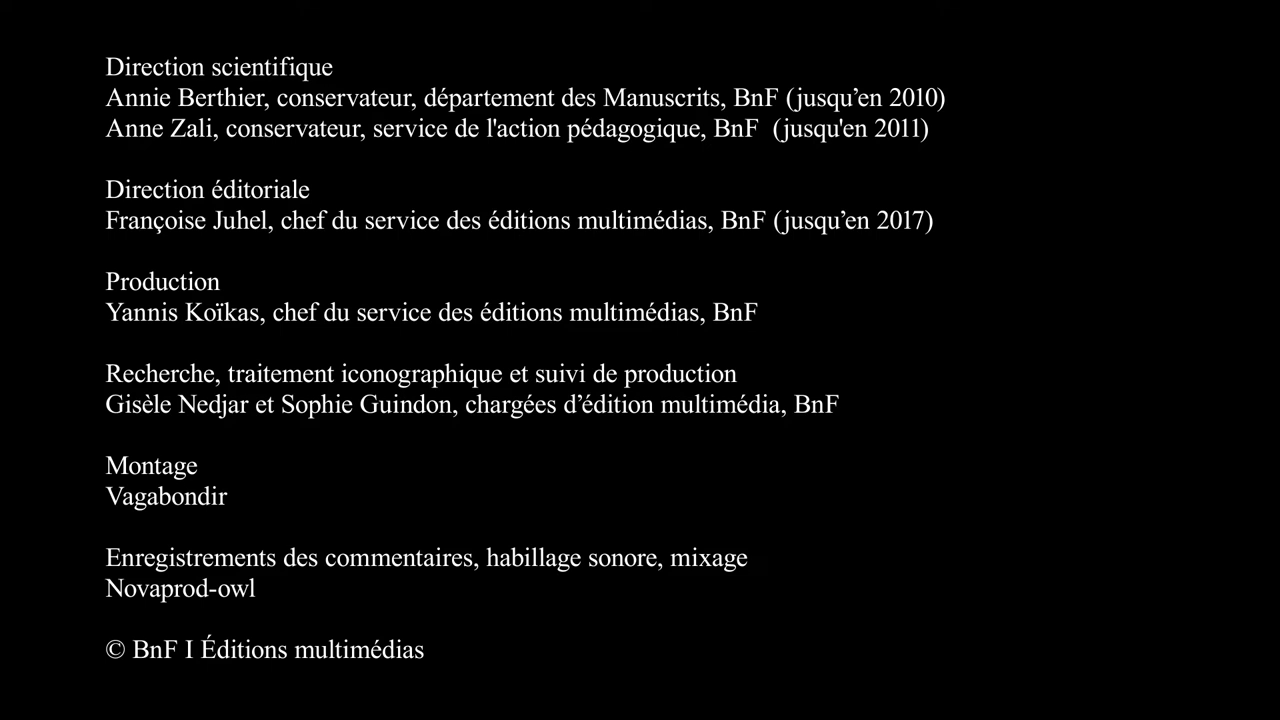 Direction scientifique
Annie Berthier, conservateur, département des Manuscrits, BnF (jusqu’en 2010)
Anne Zali, conservateur, service de l'action pédagogique, BnF  (jusqu'en 2011)
Direction éditoriale
Françoise Juhel, chef du service des éditions multimédias, BnF (jusqu’en 2017)
Production
Yannis Koïkas, chef du service des éditions multimédias, BnF
Recherche, traitement iconographique et suivi de production
Gisèle Nedjar et Sophie Guindon, chargées d’édition multimédia, BnF
Montage
Vagabondir
Enregistrements des commentaires, habillage sonore, mixage
Novaprod-owl
© BnF I Éditions multimédias